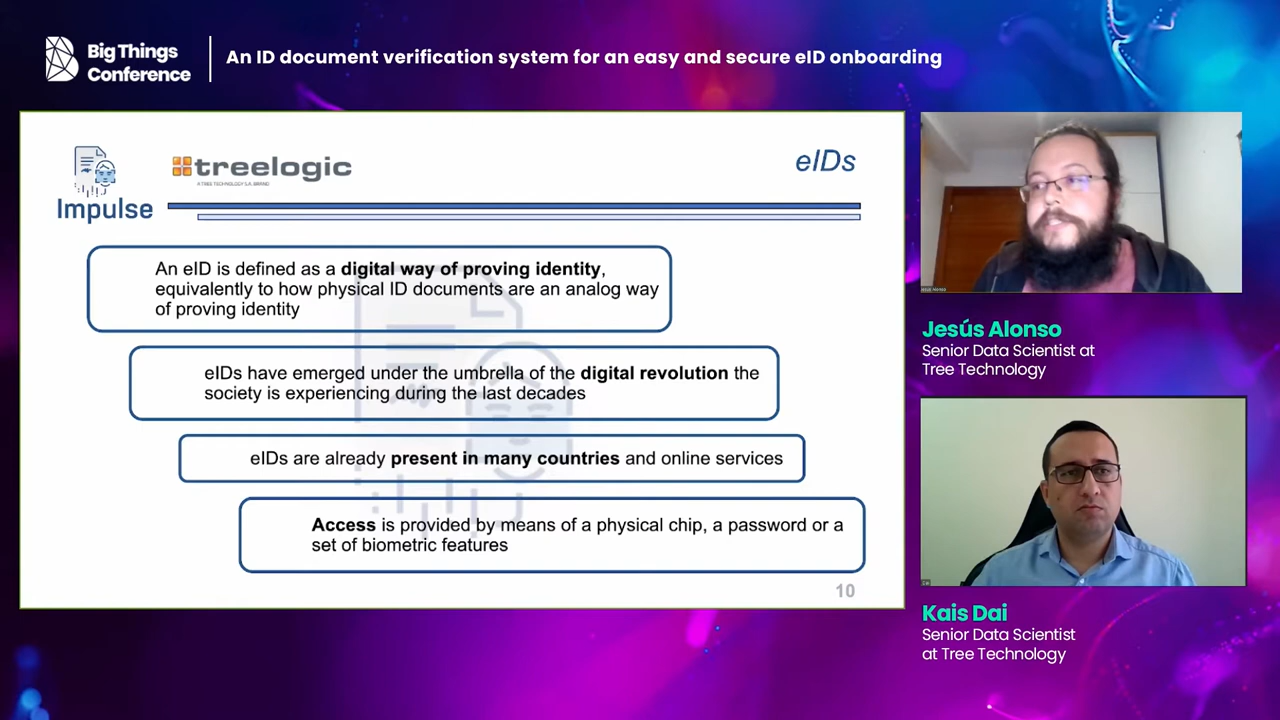 Big Things
Conference
An ID document verification system for an easy and secure eID onboarding
Impulse
treelogic
A TREE TECHNOLOGY S.A. BRAND
eIDs
An eID is defined as a digital way of proving identity,
equivalently to how physical ID documents are an analog way
of proving identity
eIDs have emerged under the umbrella of the digital revolution the
society is experiencing during the last decades
eIDs are already present in many countries and online services
Access is provided by means of a physical chip, a password or a
set of biometric features
10
Jesús Alonso
Jesús Alonso
Senior Data Scientist at
Tree Technology
Kais Dai
Senior Data Scientist
at Tree Technology